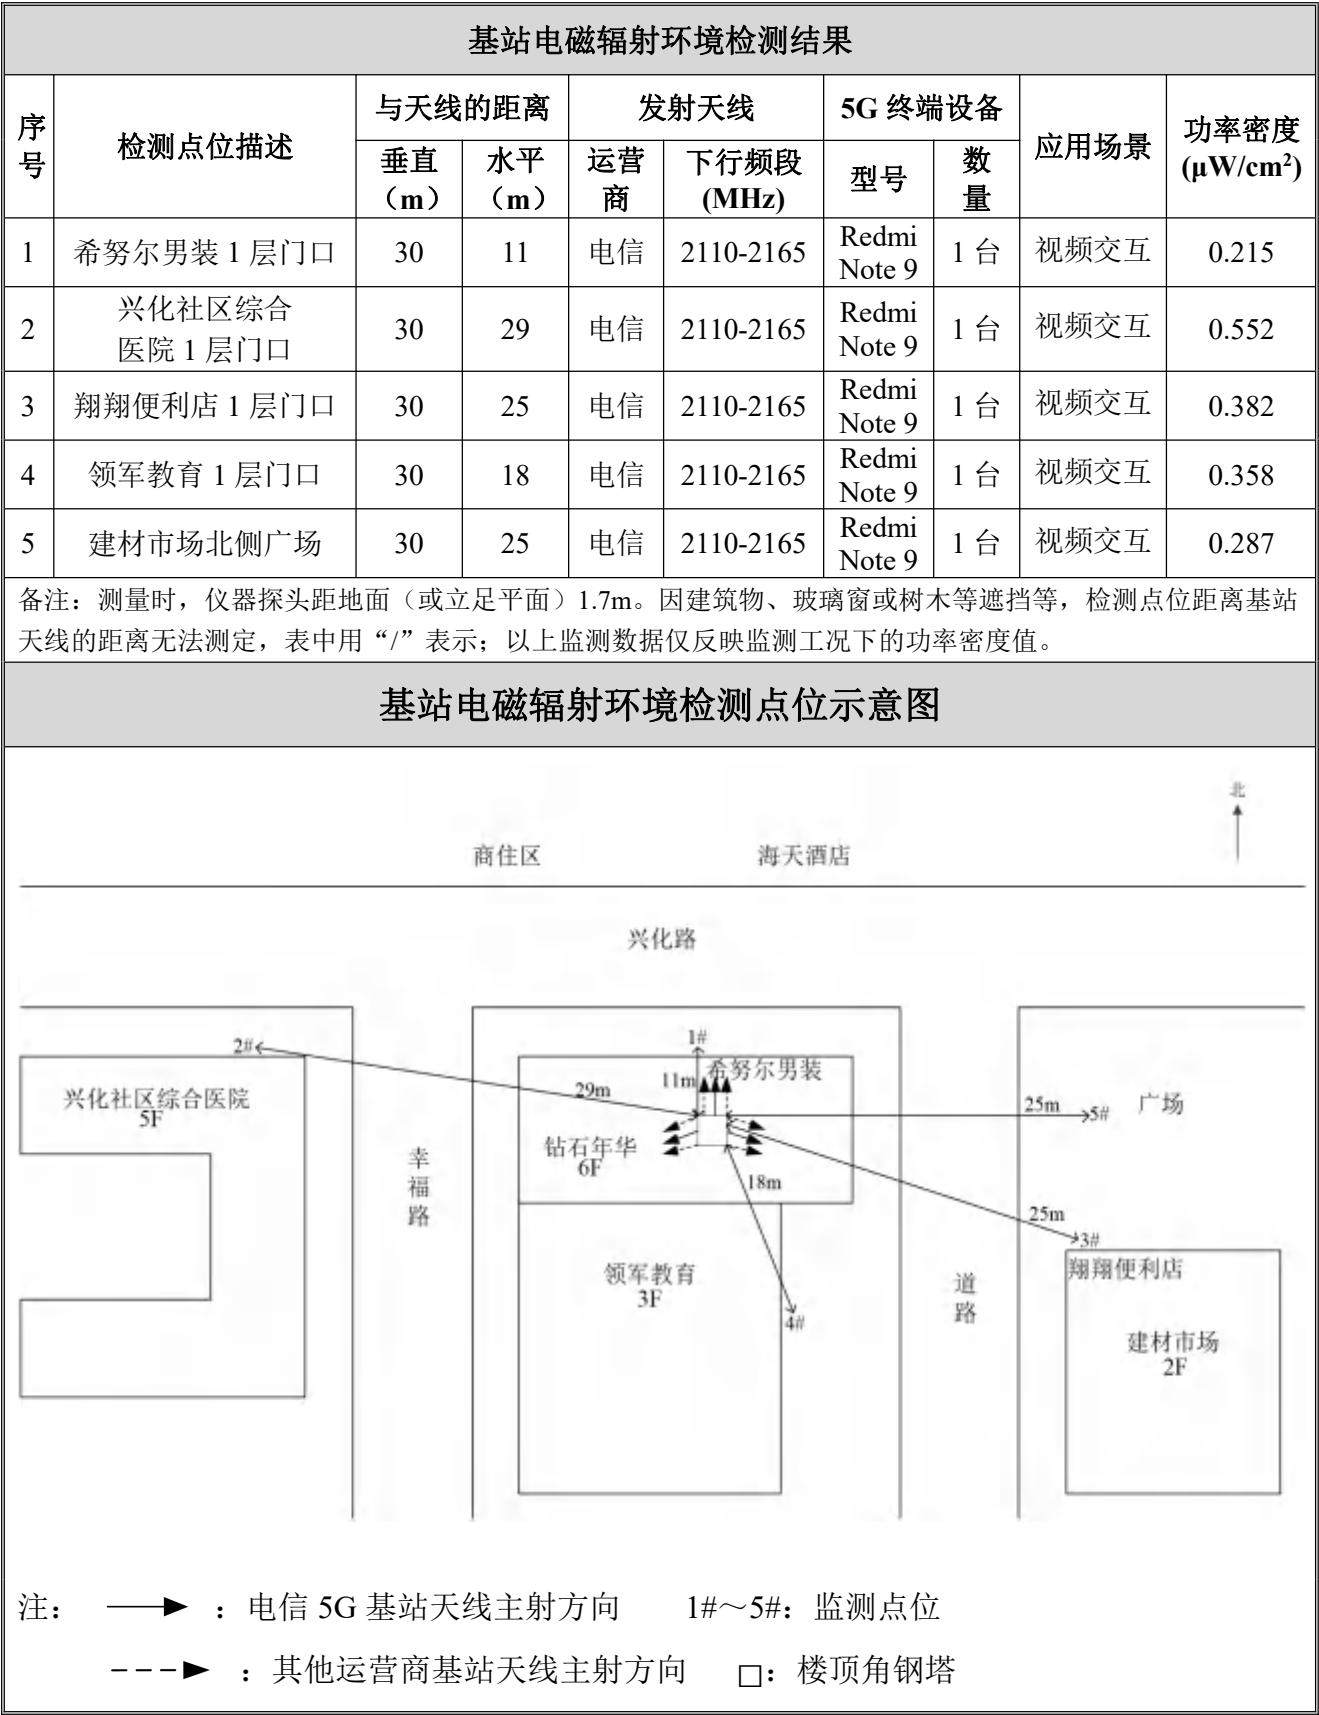 基站电磁辐射环境检测结果
序号 检测点位描述 与天线的距离 发射天线 5G 终端设备 应用场景 功率密度(μW/cm²)
垂直（m） 水平（m） 运营商 下行频段(MHz) 型号 数量
1 希努尔男装 1 层门口 30 11 电信 2110-2165 Redmi Note 9 1 台 视频交互 0.215
2 兴化社区综合医院 1 层门口 30 29 电信 2110-2165 Redmi Note 9 1 台 视频交互 0.552
3 翔翔便利店 1 层门口 30 25 电信 2110-2165 Redmi Note 9 1 台 视频交互 0.382
4 领军教育 1 层门口 30 18 电信 2110-2165 Redmi Note 9 1 台 视频交互 0.358
5 建材市场北侧广场 30 25 电信 2110-2165 Redmi Note 9 1 台 视频交互 0.287
备注：测量时，仪器探头距地面（或立足平面）1.7m。因建筑物、玻璃窗或树木等遮挡等，检测点位距离基站
天线的距离无法测定，表中用“/”表示；以上监测数据仅反映监测工况下的功率密度值。
基站电磁辐射环境检测点位示意图
北
商住区 海天酒店
兴化路
2# 1#
希努尔男装
11m
29m
兴化社区综合医院
5F
25m 5# 广场
钻石年华
6F
幸福路
18m
25m
3#
翔翔便利店
领军教育
3F
4#
道路
建材市场
2F
注： ：电信 5G 基站天线主射方向 1#～5#：监测点位
：其他运营商基站天线主射方向 □：楼顶角钢塔